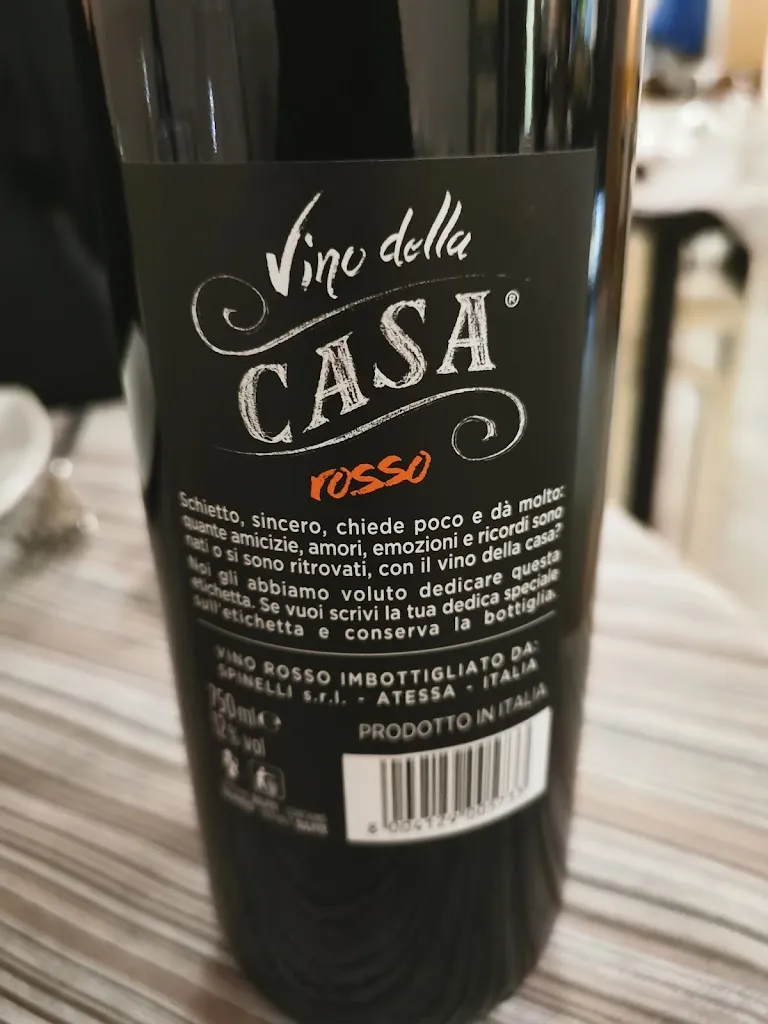 Vino della
CASA®
rosso
Schietto, sincero, chiede poco e dà molto:
quante amicizie, amori, emozioni e ricordi sono
nati o si sono ritrovati, con il vino della casa?
Noi gli abbiamo voluto dedicare questa
etichetta. Se vuoi scrivi la tua dedica speciale
sull'etichetta e conserva la bottiglia.
VINO ROSSO IMBOTTIGLIATO DA:
SPINELLI s.r.l. - ATESSA - ITALIA
750 ml e
12% vol
PRODOTTO IN ITALIA